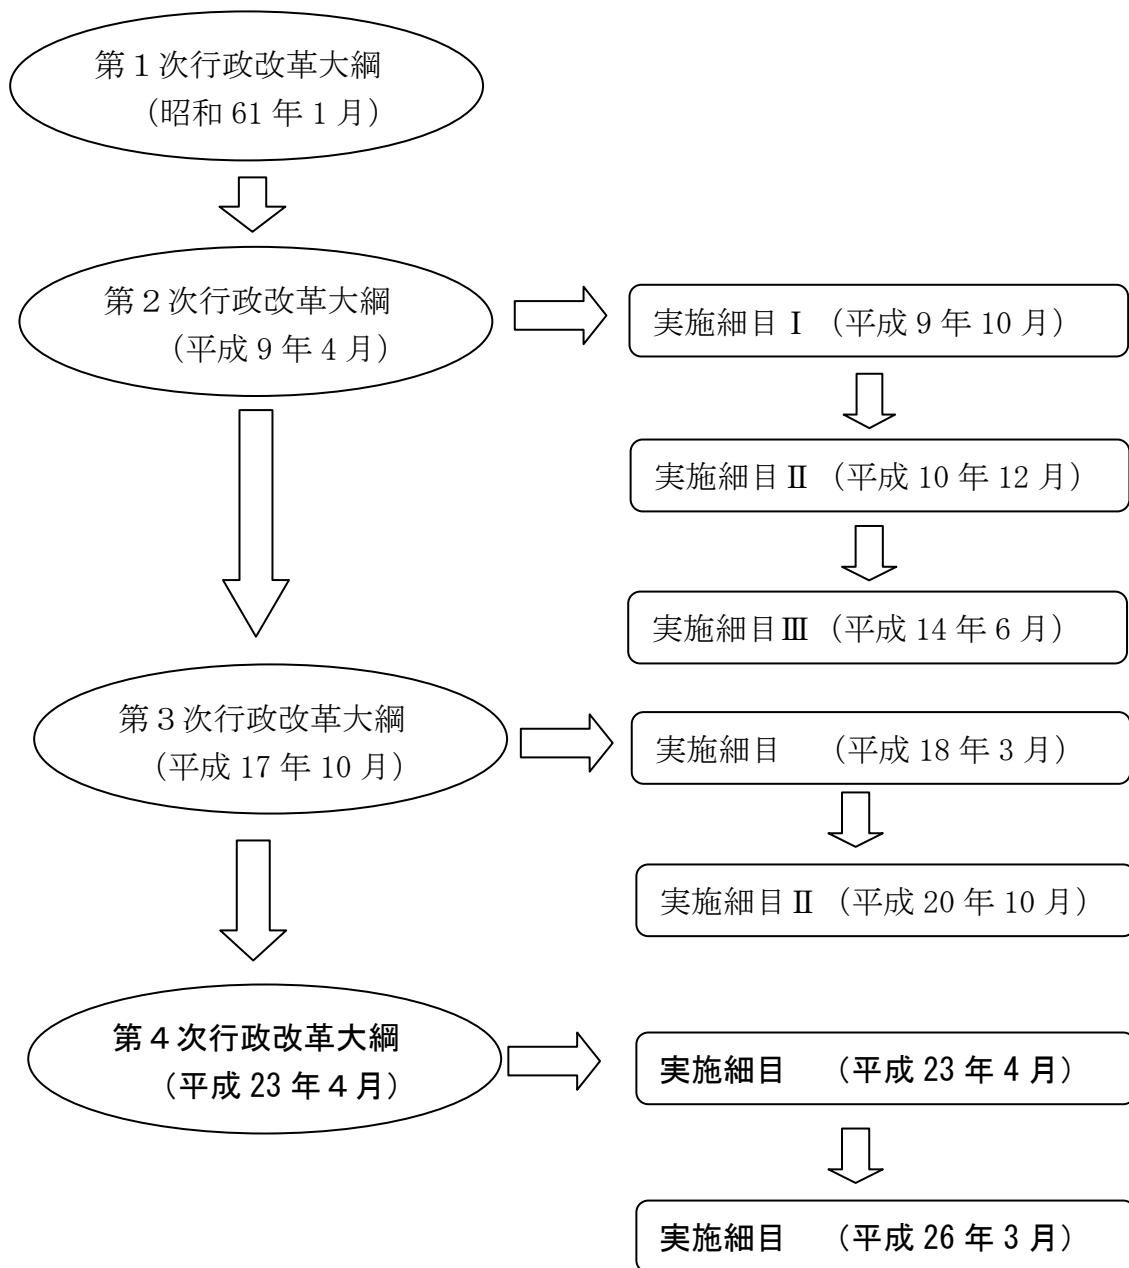 第１次行政改革大綱
（昭和 61 年 1 月）
第２次行政改革大綱
（平成 9 年 4 月）
実施細目Ⅰ （平成 9 年 10 月）
実施細目Ⅱ （平成 10 年 12 月）
実施細目Ⅲ （平成 14 年 6 月）
第３次行政改革大綱
（平成 17 年 10 月）
実施細目　 （平成 18 年 3 月）
実施細目Ⅱ （平成 20 年 10 月）
第４次行政改革大綱
（平成 23 年４月）
実施細目　 （平成 23 年 4 月）
実施細目　 （平成 26 年 3 月）